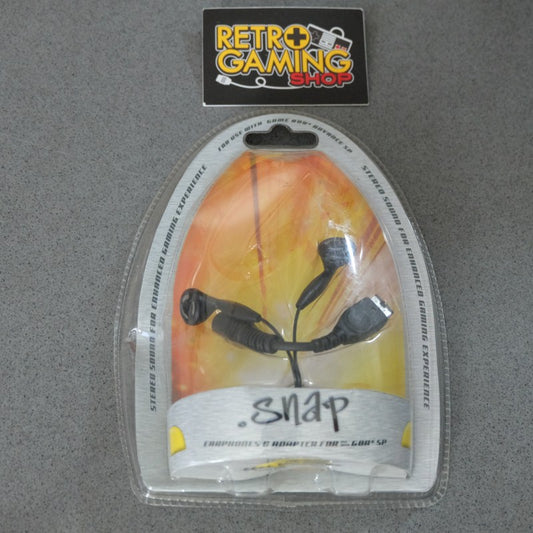 RETRO
GAMING
SHOP
FOR USE WITH GAME BOY® ADVANCE SP
STEREO SOUND FOR ENHANCED GAMING EXPERIENCE
STEREO SOUND FOR ENHANCED GAMING EXPERIENCE
.snap
EARPHONES & ADAPTER FOR GBA® SP